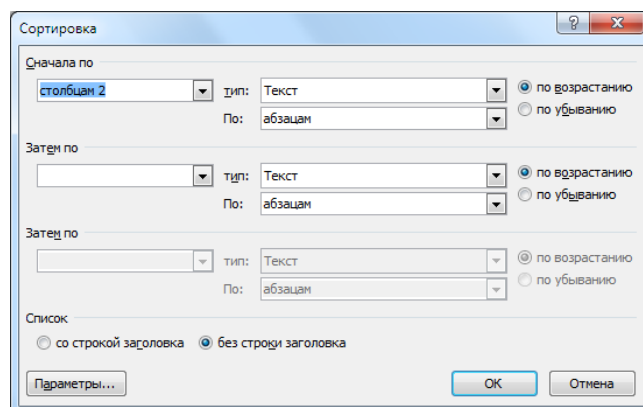 Сортировка
Сначала по
столбцам 2 тип: Текст по возрастанию
По: абзацам по убыванию
Затем по
тип: Текст по возрастанию
По: абзацам по убыванию
Затем по
тип: Текст по возрастанию
По: абзацам по убыванию
Список
со строкой заголовка без строки заголовка
Параметры... ОК Отмена